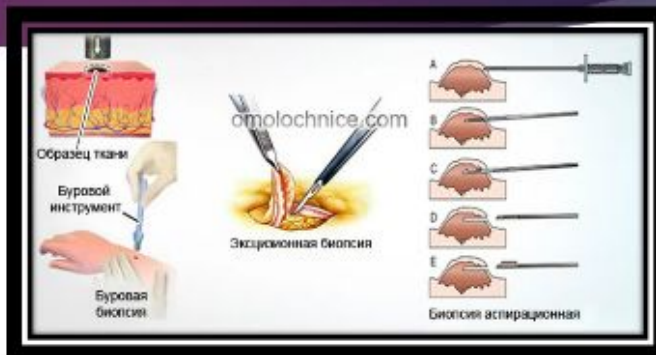 Образец ткани
Буровой
инструмент
Буровая
биопсия
omolochnice.com
Эксцизионная биопсия
A
B
C
D
E
Биопсия аспирационная